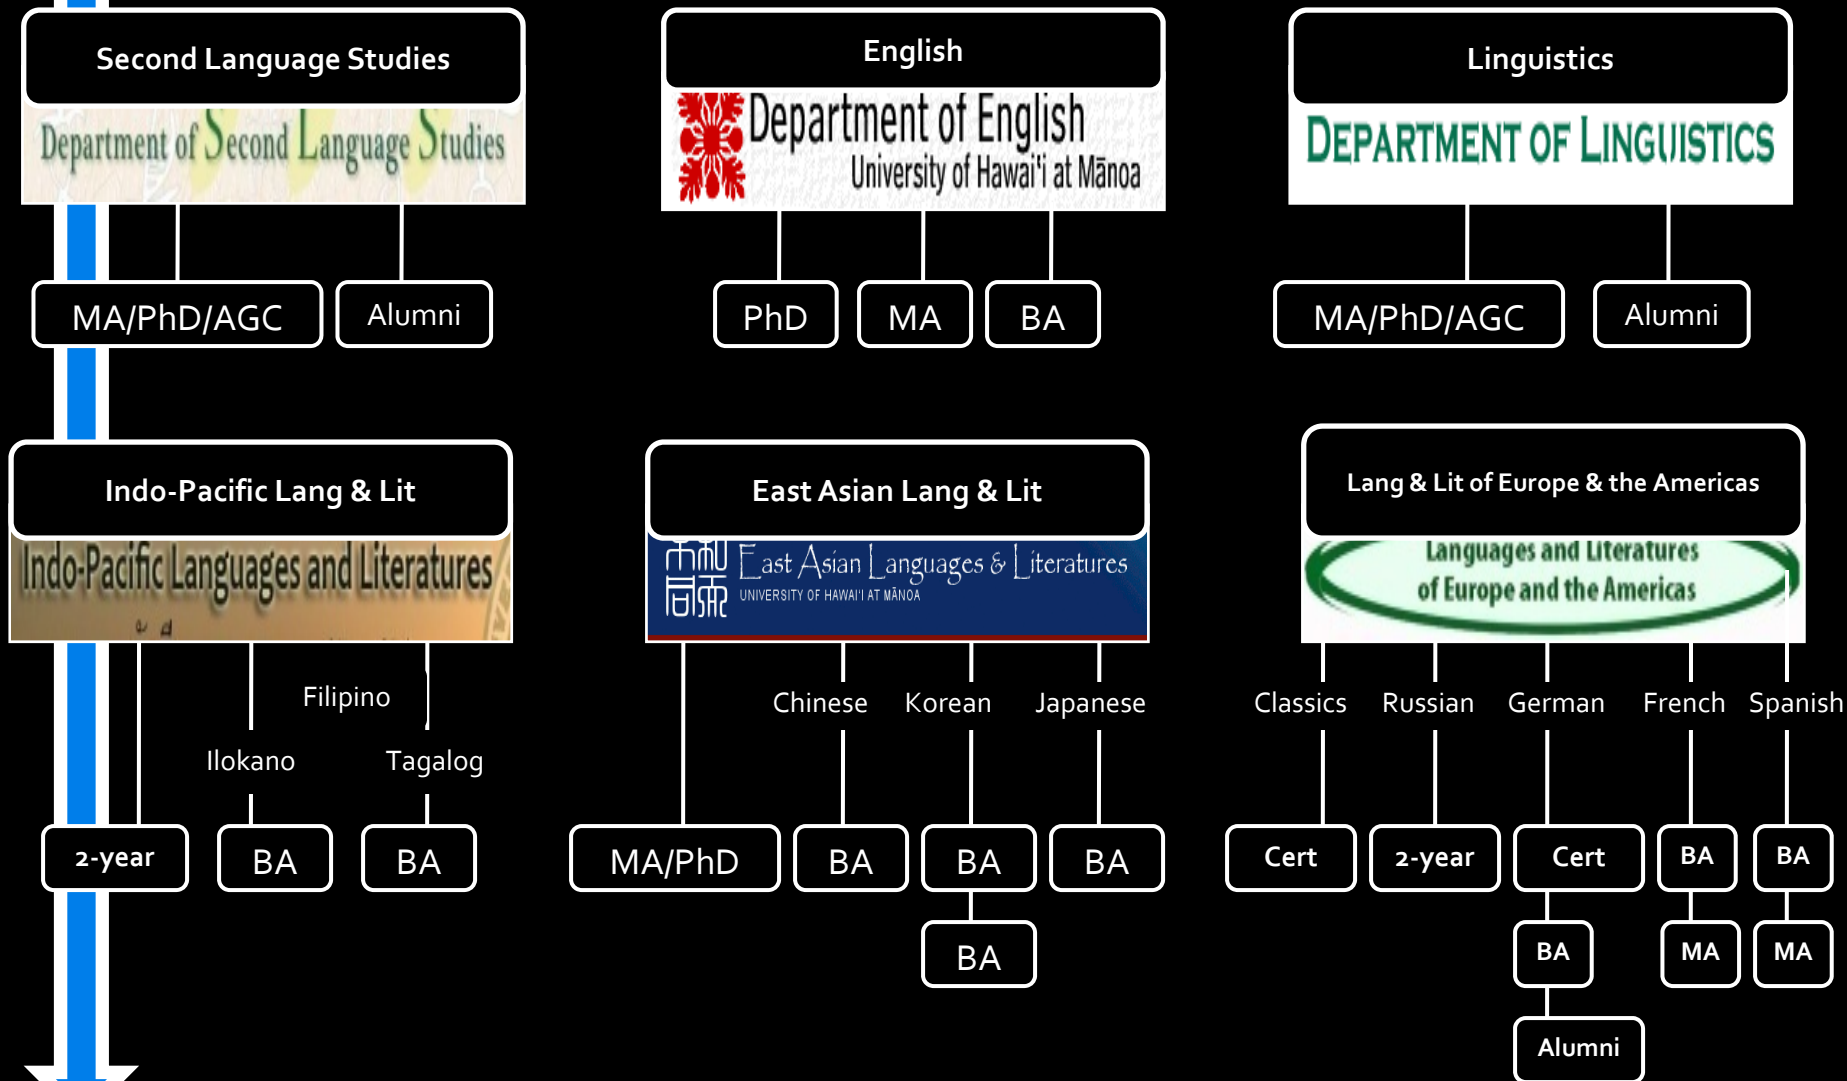 Second Language Studies
Department of Second Language Studies
MA/PhD/AGC
Alumni
English
Department of English
University of Hawai‘i at Mānoa
PhD
MA
BA
Linguistics
DEPARTMENT OF LINGUISTICS
MA/PhD/AGC
Alumni
Indo-Pacific Lang & Lit
Indo-Pacific Languages and Literatures
Filipino
Ilokano
Tagalog
2-year
BA
BA
East Asian Lang & Lit
East Asian Languages & Literatures
UNIVERSITY OF HAWAI‘I AT MĀNOA
Chinese
Korean
Japanese
MA/PhD
BA
BA
BA
BA
Lang & Lit of Europe & the Americas
Languages and Literatures
of Europe and the Americas
Classics
Russian
German
French
Spanish
Cert
2-year
Cert
BA
BA
BA
MA
MA
Alumni